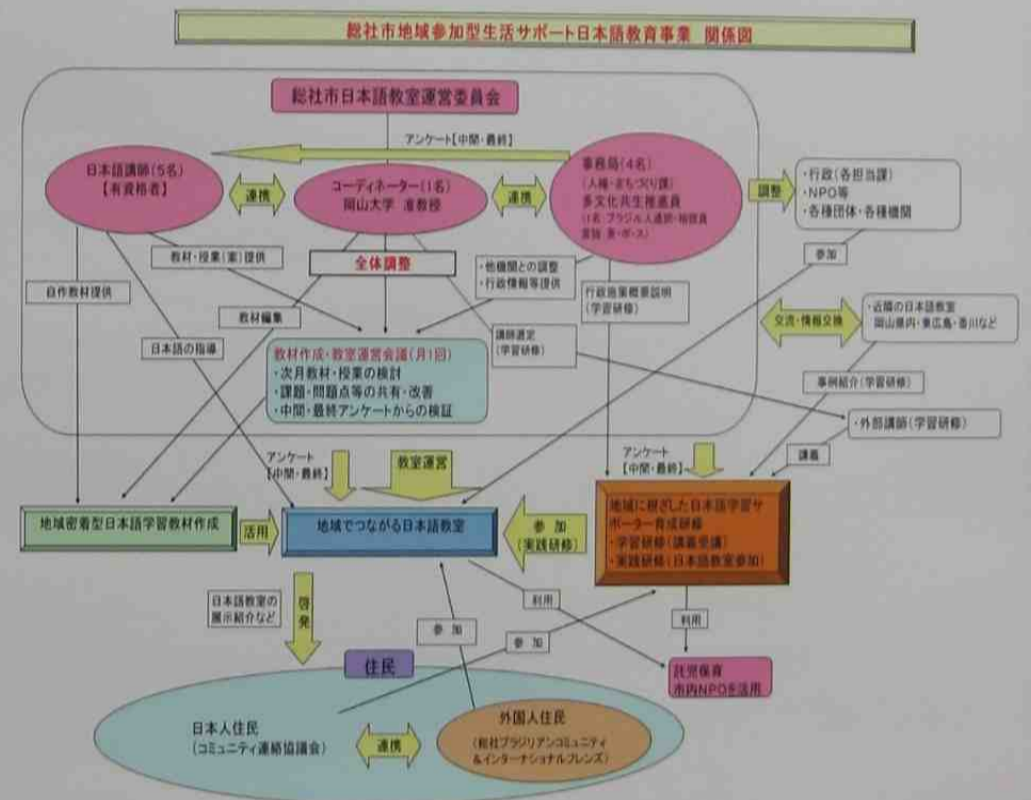 総社市地域参加型生活サポート日本語教育事業 関係図
総社市日本語教室運営委員会
アンケート【中間・最終】
日本語講師(5名)
【有資格者】
連携
コーディネーター(1名)
岡山大学 准教授
連携
事務局(4名)
(人権・まちづくり課)
多文化共生推進員
(1名・ブラジル人通訳・相談員
調整
・行政(各担当課)
・NPO等
・各種団体・各種機関
教材・授業(案)提供
全体調整
・他機関との調整
・行政情報等提供
参加
自作教材提供
教材編集
行政施策概要説明
(学習研修)
交流・情報交換
・近隣の日本語教室
岡山県内・東広島・香川など
日本語の指導
講師選定
(学習研修)
教材作成・教室運営会議(月1回)
・次月教材・授業の検討
・課題・問題点等の共有・改善
・中間・最終アンケートからの検証
事例紹介(学習研修)
・外部講師(学習研修)
講義
アンケート
【中間・最終】
教室運営
アンケート
【中間・最終】
地域密着型日本語学習教材作成
活用
地域でつながる日本語教室
参加
(実践研修)
地域に根ざした日本語学習サ
ポーター育成研修
・学習研修(講義受講)
・実践研修(日本語教室参加)
日本語教室の
展示紹介など
啓発
利用
利用
参加
参加
住民
託児保育
市内NPOを活用
日本人住民
(コミュニティ連絡協議会)
連携
外国人住民
(総社ブラジリアンコミュニティ
&インターナショナルフレンズ)